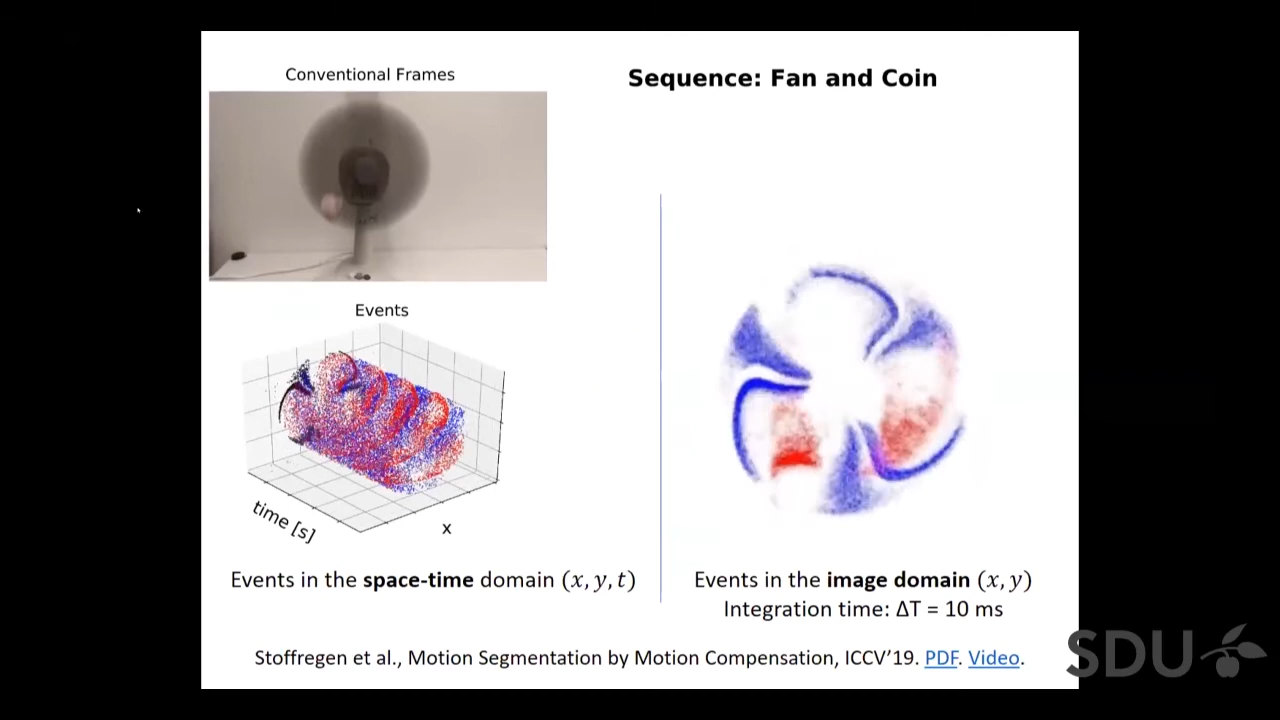 Conventional Frames
Sequence: Fan and Coin
Events
time [s]
x
Events in the space-time domain (x, y, t)
Events in the image domain (x, y)
Integration time: ΔT = 10 ms
Stoffregen et al., Motion Segmentation by Motion Compensation, ICCV’19. PDF. Video.
SDU